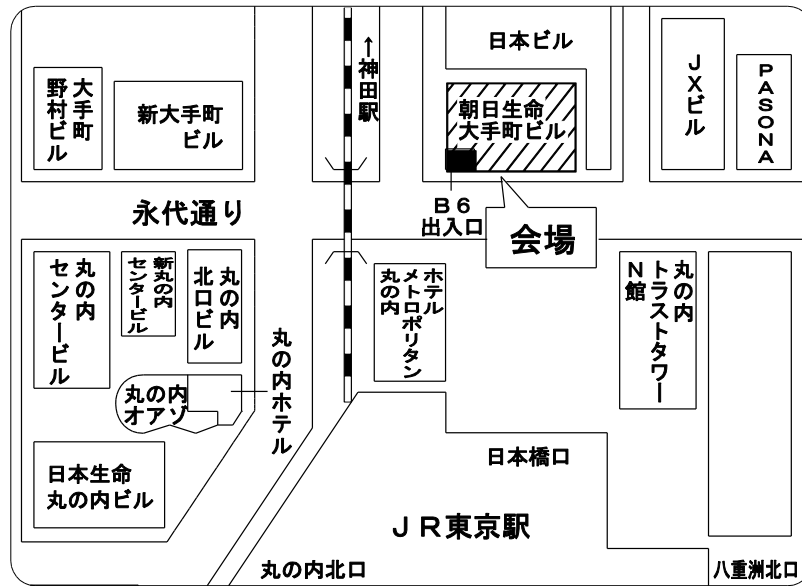 日本ビル
↑神田駅
大手町
野村ビル
新大手町
ビル
朝日生命
大手町ビル
JXビル
PASONA
B6
出入口
永代通り
会場
丸の内
センタービル
新丸の内
センタービル
丸の内
北口ビル
丸の内ホテル
ホテル
メトロポリタン
丸の内
丸の内
トラストタワー
N館
丸の内
オアゾ
日本生命
丸の内ビル
日本橋口
JR東京駅
丸の内北口
八重洲北口